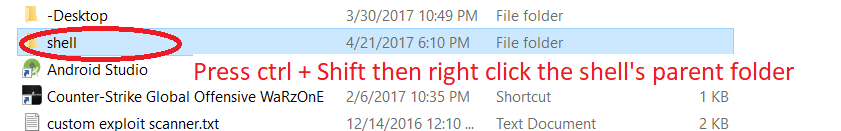 -Desktop 3/30/2017 10:49 PM File folder
shell 4/21/2017 6:10 PM File folder
Android Studio Press ctrl + Shift then right click the shell's parent folder
Counter-Strike Global Offensive WaRzOnE 2/6/2017 10:35 PM Shortcut 1 KB
custom exploit scanner.txt 12/14/2016 12:10 ... Text Document 2 KB